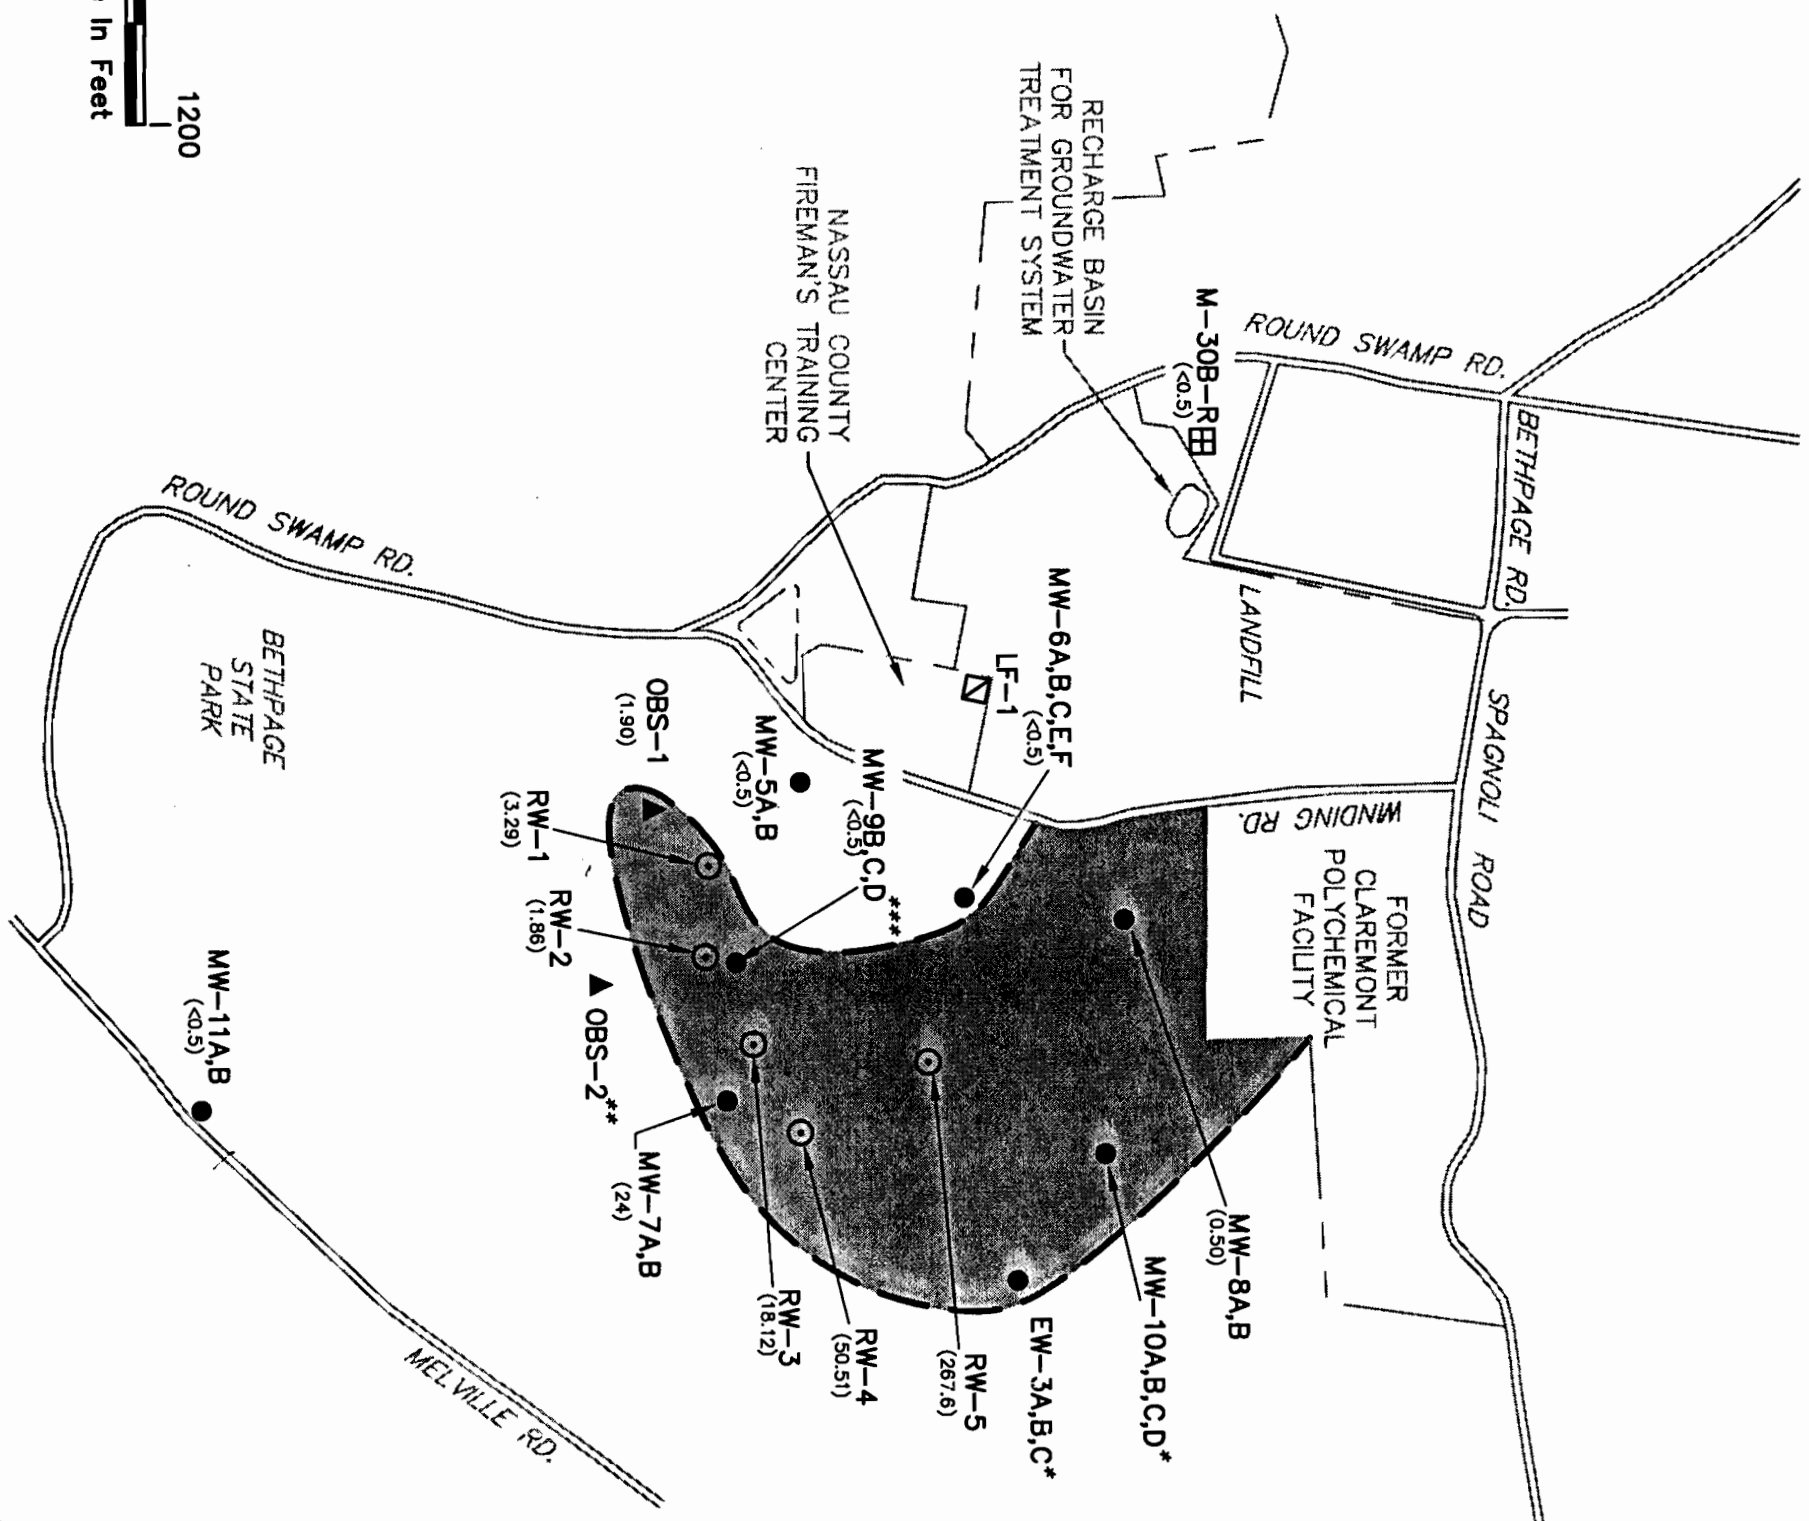 1200
In Feet
ROUND SWAMP RD.
BETHPAGE RD.
RECHARGE BASIN
FOR GROUNDWATER
TREATMENT SYSTEM
M-30B-R
(<0.5)
NASSAU COUNTY
FIREMAN'S TRAINING
CENTER
LANDFILL
SPAGNOLI ROAD
WINDING RD.
FORMER
CLAREMONT
POLYCHEMICAL
FACILITY
MW-6A,B,C,E,F
(<0.5)
LF-1
ROUND SWAMP RD.
BETHPAGE
STATE
PARK
OBS-1
(1.90)
MW-5A,B
(<0.5)
MW-9B,C,D***
(<0.5)
RW-1
(3.29)
RW-2
(1.86)
OBS-2**
MW-11A,B
(<0.5)
MW-7A,B
(24)
RW-3
(18.12)
RW-4
(50.51)
RW-5
(267.6)
EW-3A,B,C*
MW-10A,B,C,D*
MW-8A,B
(0.50)
MELVILLE RD.